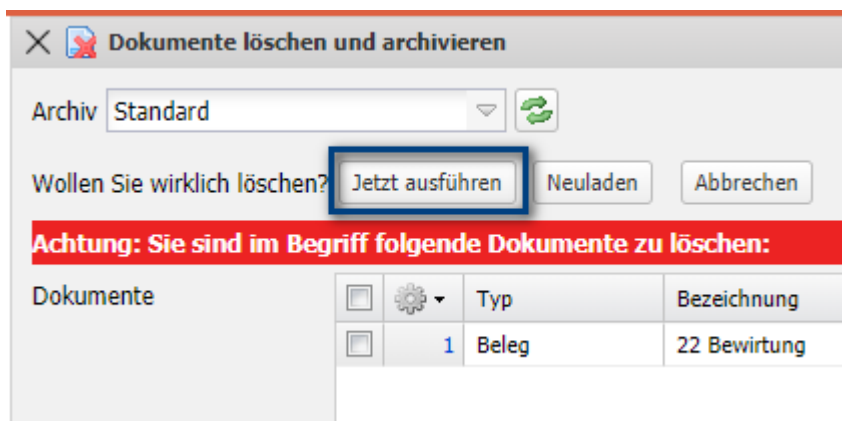 Dokumente löschen und archivieren
Archiv Standard
Wollen Sie wirklich löschen? Jetzt ausführen Neuladen Abbrechen
Achtung: Sie sind im Begriff folgende Dokumente zu löschen:
Dokumente Typ Bezeichnung
1 Beleg 22 Bewirtung